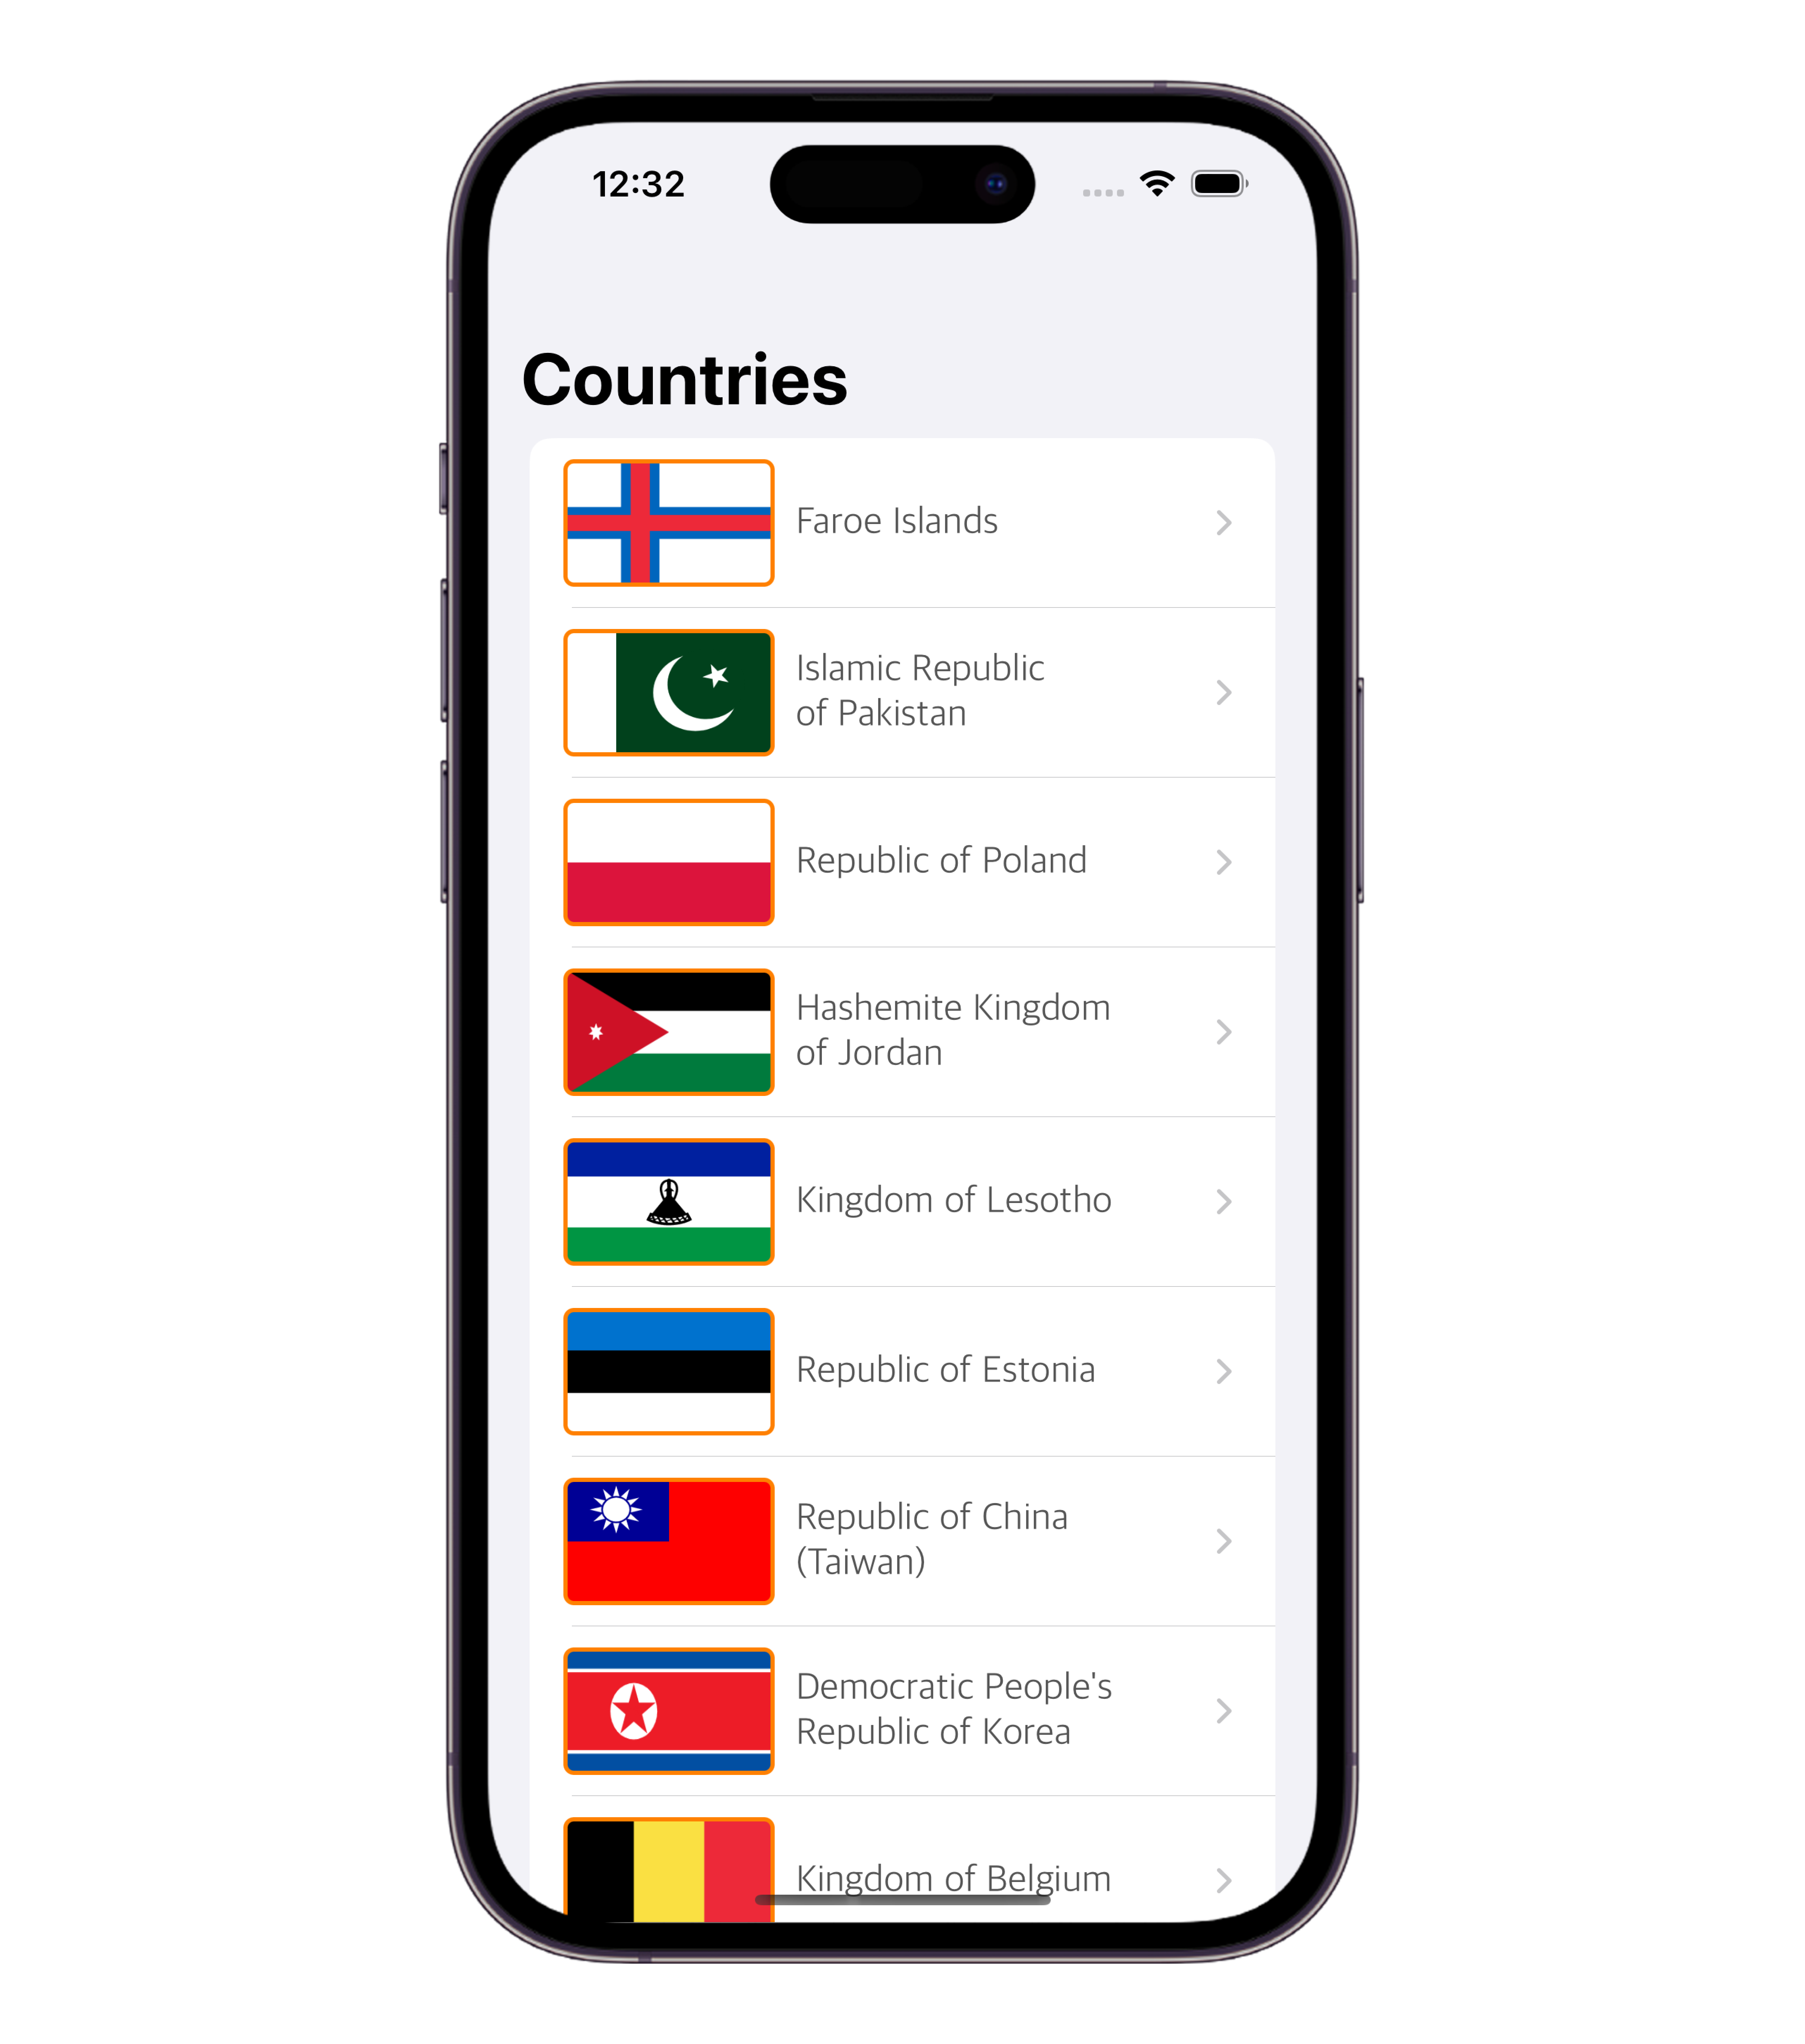 12:32
Countries
Faroe Islands
Islamic Republic
of Pakistan
Republic of Poland
Hashemite Kingdom
of Jordan
Kingdom of Lesotho
Republic of Estonia
Republic of China
(Taiwan)
Democratic People's
Republic of Korea
Kingdom of Belgium